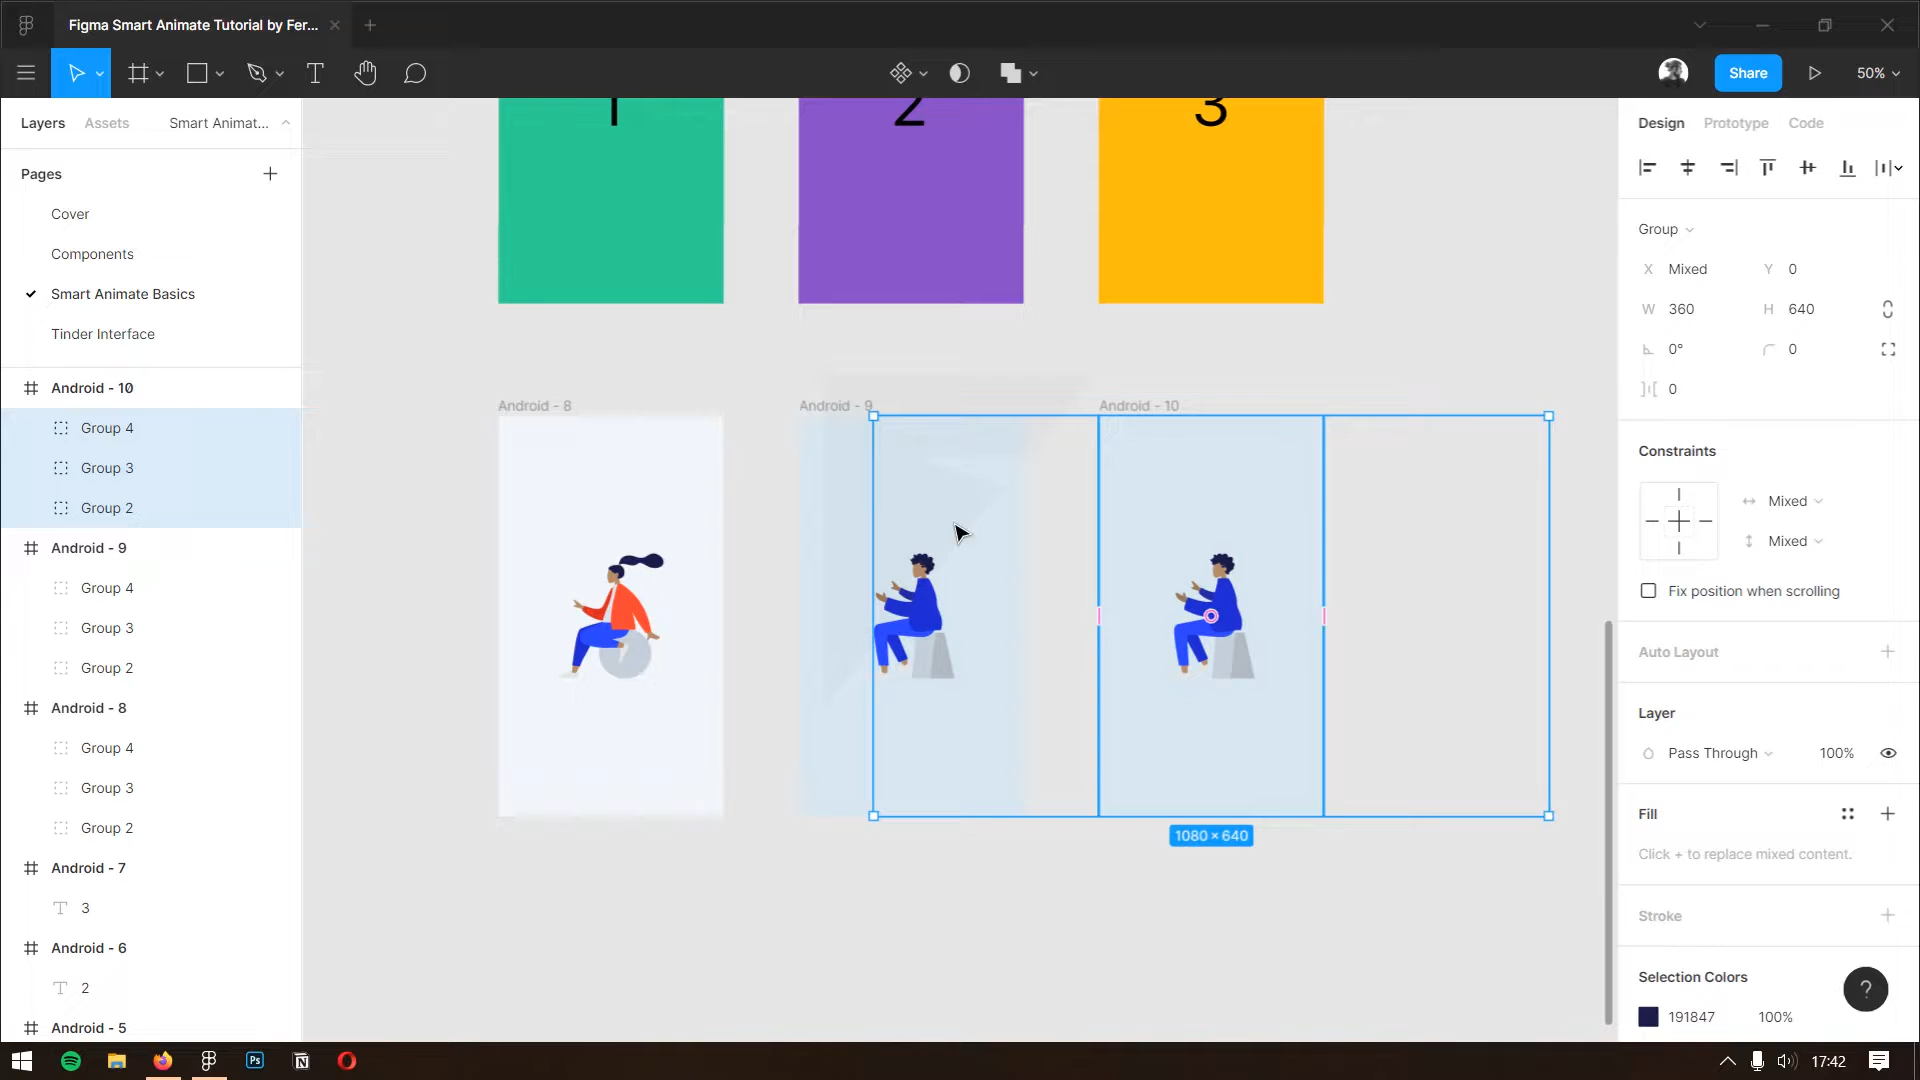 Figma Smart Animate Tutorial by Fer...
Share
50%
Layers
Assets
Smart Animat...
Pages
Cover
Components
Smart Animate Basics
Tinder Interface
Android - 10
Group 4
Group 3
Group 2
Android - 9
Group 4
Group 3
Group 2
Android - 8
Group 4
Group 3
Group 2
Android - 7
3
Android - 6
2
Android - 5
1
2
3
Android - 8
Android - 9
Android - 10
1080 × 640
Design
Prototype
Code
Group
X
Mixed
Y
0
W
360
H
640
0°
0
0
Constraints
Mixed
Mixed
Fix position when scrolling
Auto Layout
Layer
Pass Through
100%
Fill
Click + to replace mixed content.
Stroke
Selection Colors
191847
100%
?
Ps
17:42